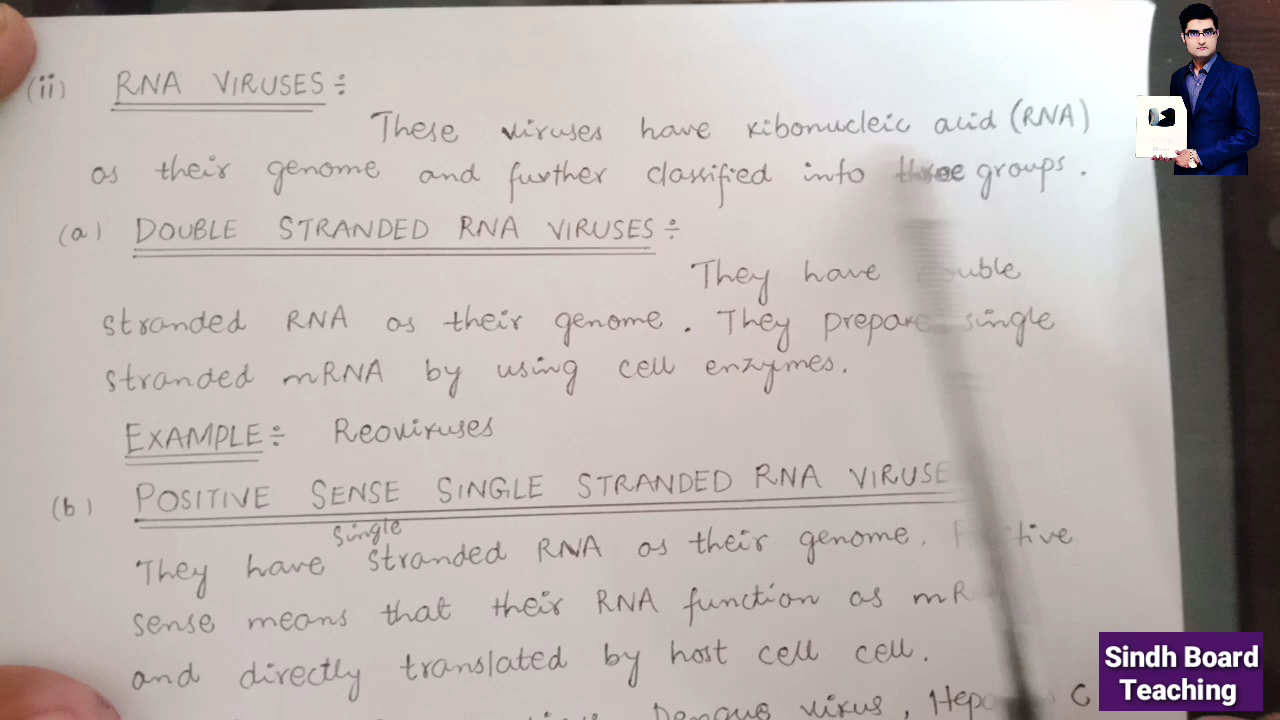 (ii) RNA VIRUSES÷
These viruses have ribonucleic acid (RNA)
as their genome and further classified into three groups.
(a) DOUBLE STRANDED RNA VIRUSES÷
They have
stranded RNA as their genome. They prepare single
stranded mRNA by using cell enzymes.
EXAMPLE÷ Reoviruses
(b) POSITIVE SENSE SINGLE STRANDED RNA VIRUSE
single
They have stranded RNA as their genome.
sense means that their RNA function as
and directly translated by host cell cell.
Dengue virus, C
Sindh Board
Teaching